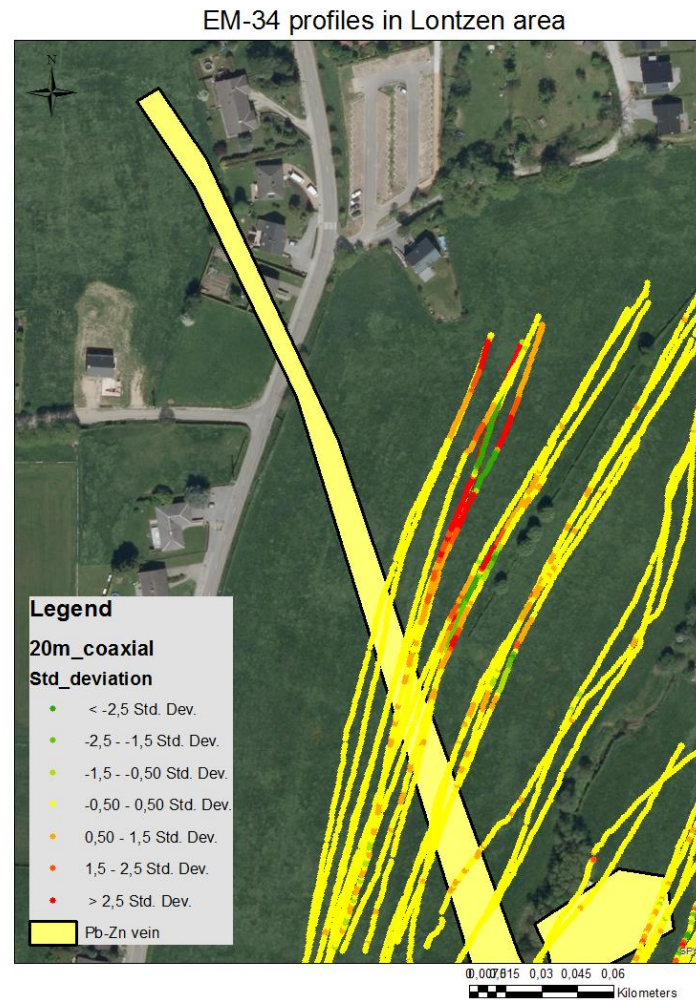 EM-34 profiles in Lontzen area
N
Legend
20m_coaxial
Std_deviation
< -2,5 Std. Dev.
-2,5 - -1,5 Std. Dev.
-1,5 - -0,50 Std. Dev.
-0,50 - 0,50 Std. Dev.
0,50 - 1,5 Std. Dev.
1,5 - 2,5 Std. Dev.
> 2,5 Std. Dev.
Pb-Zn vein
0,03 0,045 0,06
Kilometers